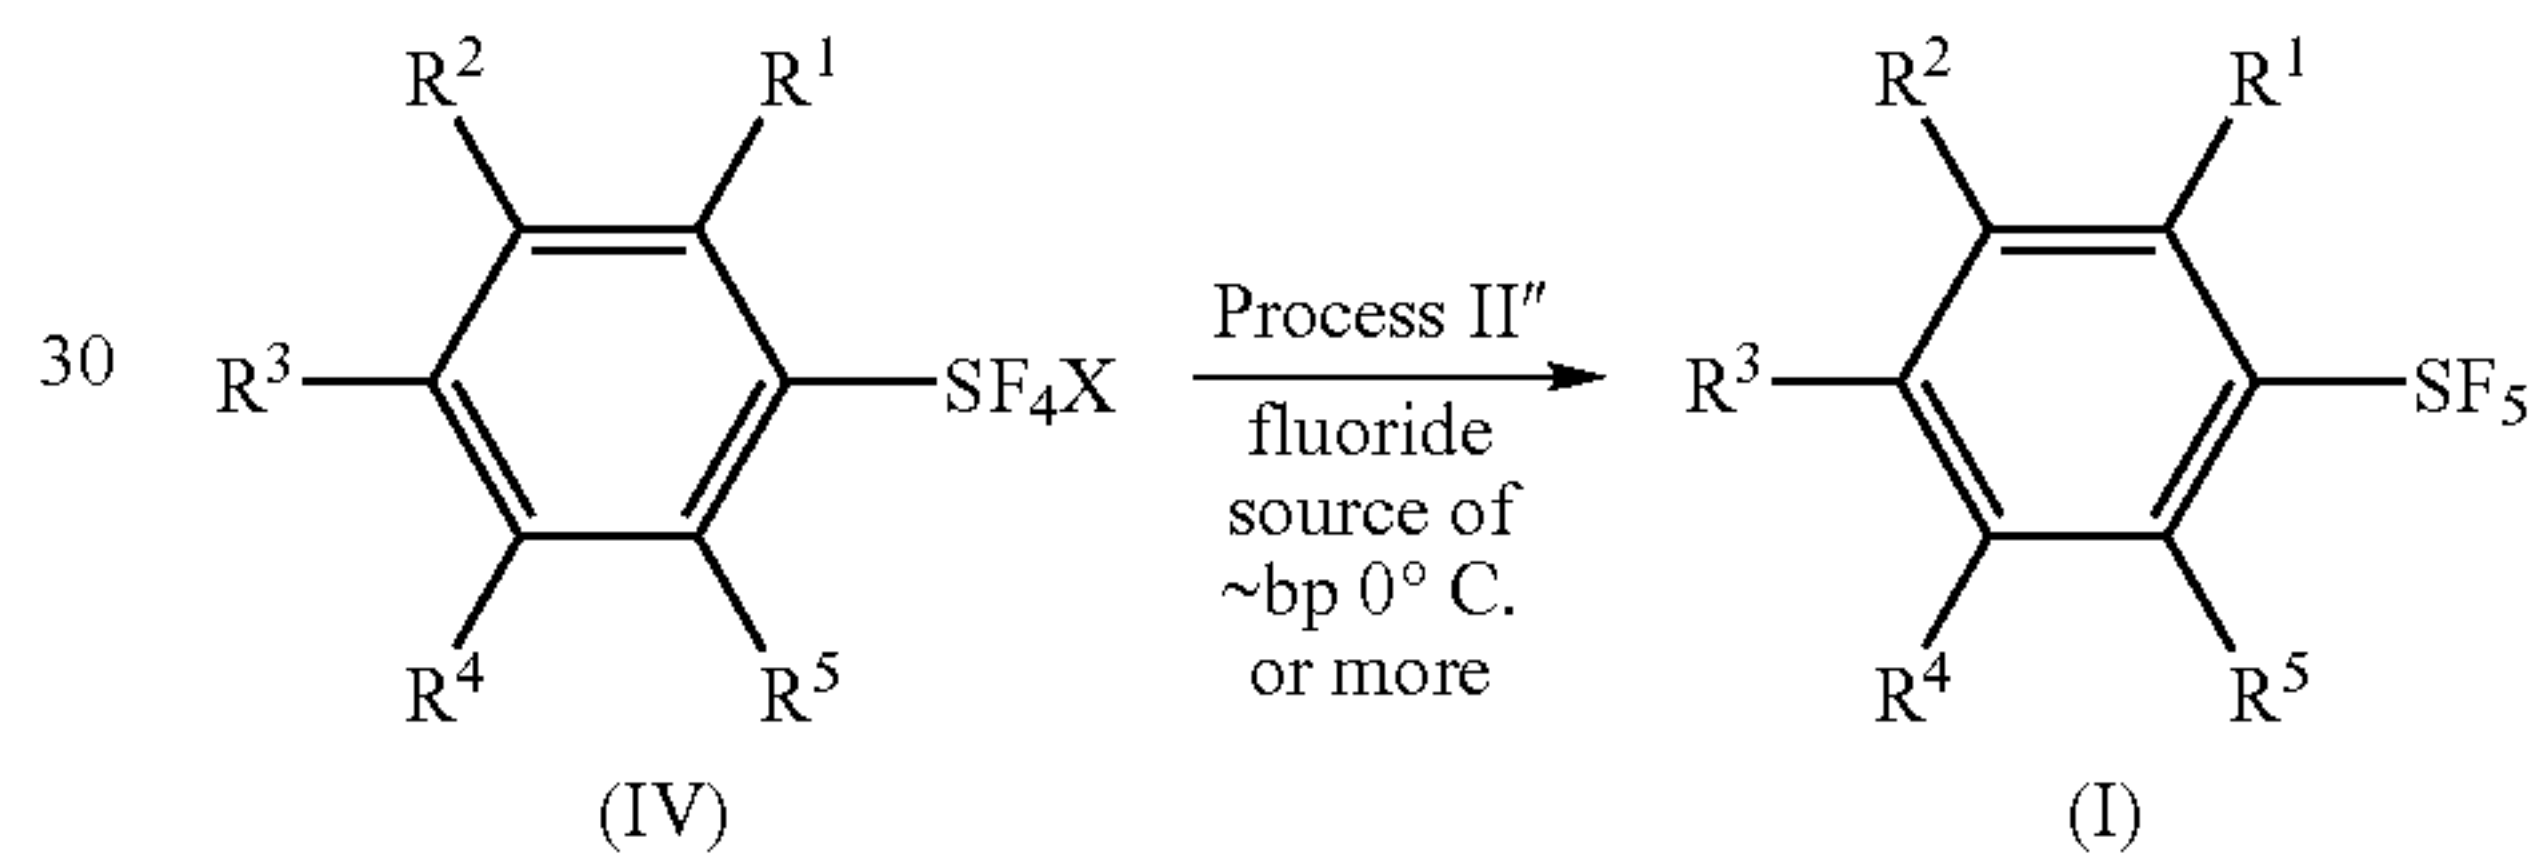 R² R¹ R² R¹
30 R³ SF₄X Process II″ R³ SF₅
fluoride
source of
~bp 0° C.
or more
R⁴ R⁵ R⁴ R⁵
(IV) (I)